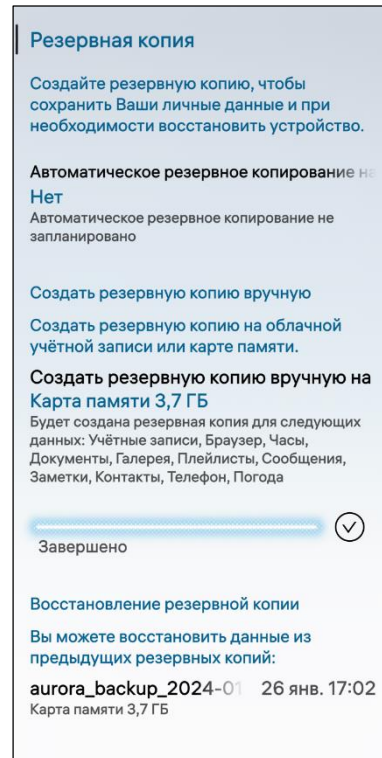 Резервная копия
Создайте резервную копию, чтобы
сохранить Ваши личные данные и при
необходимости восстановить устройство.
Автоматическое резервное копирование на
Нет
Автоматическое резервное копирование не
запланировано
Создать резервную копию вручную
Создать резервную копию на облачной
учётной записи или карте памяти.
Создать резервную копию вручную на
Карта памяти 3,7 ГБ
Будет создана резервная копия для следующих
данных: Учётные записи, Браузер, Часы,
Документы, Галерея, Плейлисты, Сообщения,
Заметки, Контакты, Телефон, Погода
Завершено
Восстановление резервной копии
Вы можете восстановить данные из
предыдущих резервных копий:
aurora_backup_2024-01 26 янв. 17:02
Карта памяти 3,7 ГБ